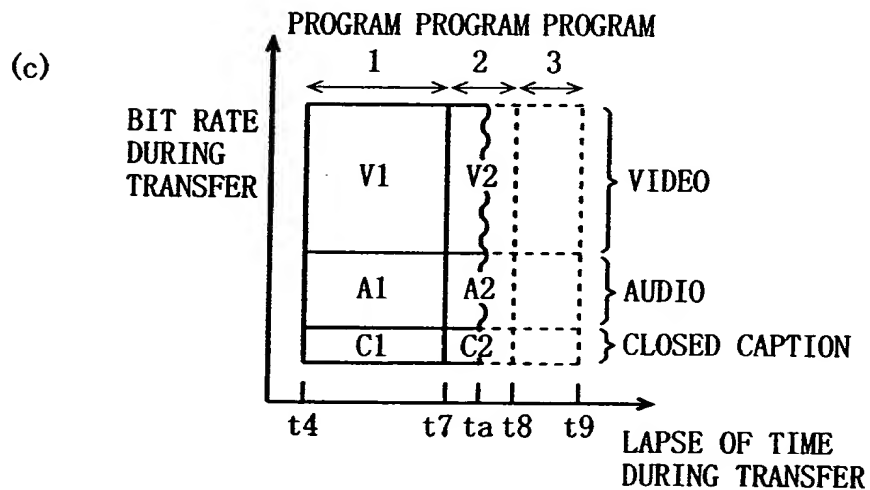 PROGRAM PROGRAM PROGRAM
(c)
1 2 3
BIT RATE
DURING
TRANSFER
V1 V2
VIDEO
A1 A2
AUDIO
C1 C2
CLOSED CAPTION
t4 t7 ta t8 t9
LAPSE OF TIME
DURING TRANSFER